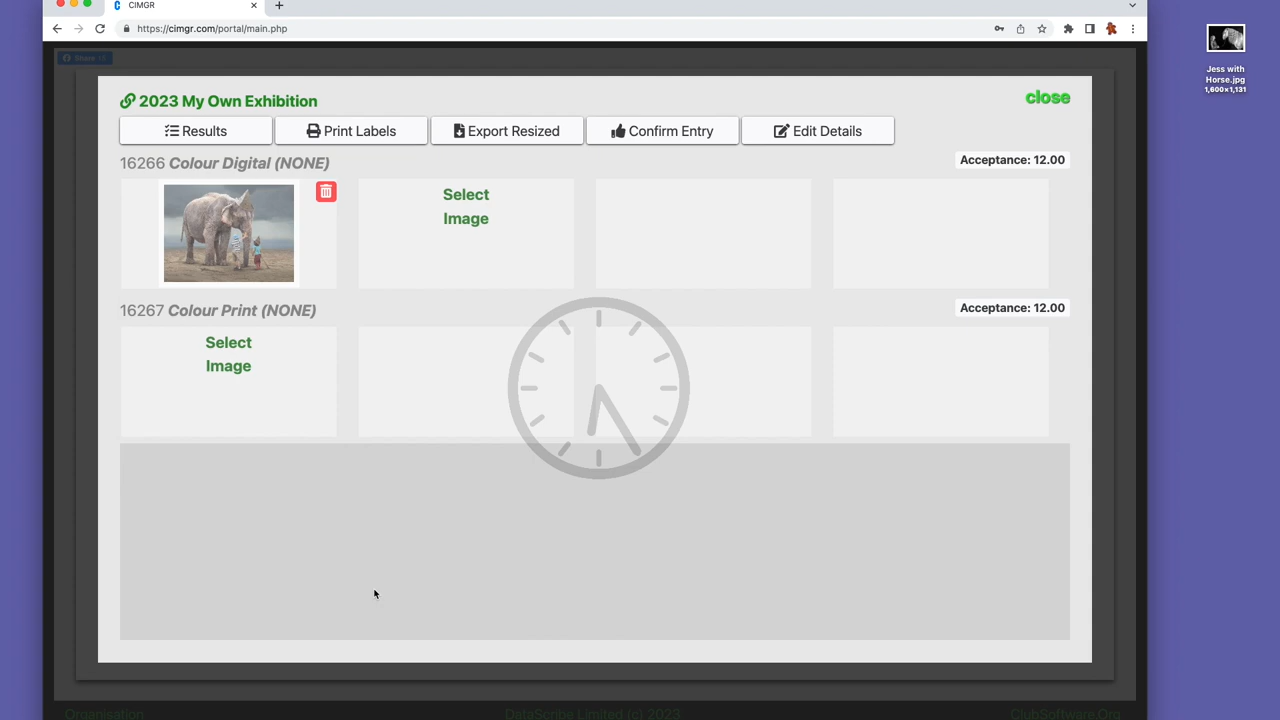 CIMGR
https://cimgr.com/portal/main.php
Share 15
Jess with
Horse.jpg
1,600×1,131
2023 My Own Exhibition
close
Results
Print Labels
Export Resized
Confirm Entry
Edit Details
16266 Colour Digital (NONE)
Acceptance: 12.00
Select
Image
16267 Colour Print (NONE)
Acceptance: 12.00
Select
Image
Organisation
DataScribe Limited (c) 2023
ClubSoftware.Org